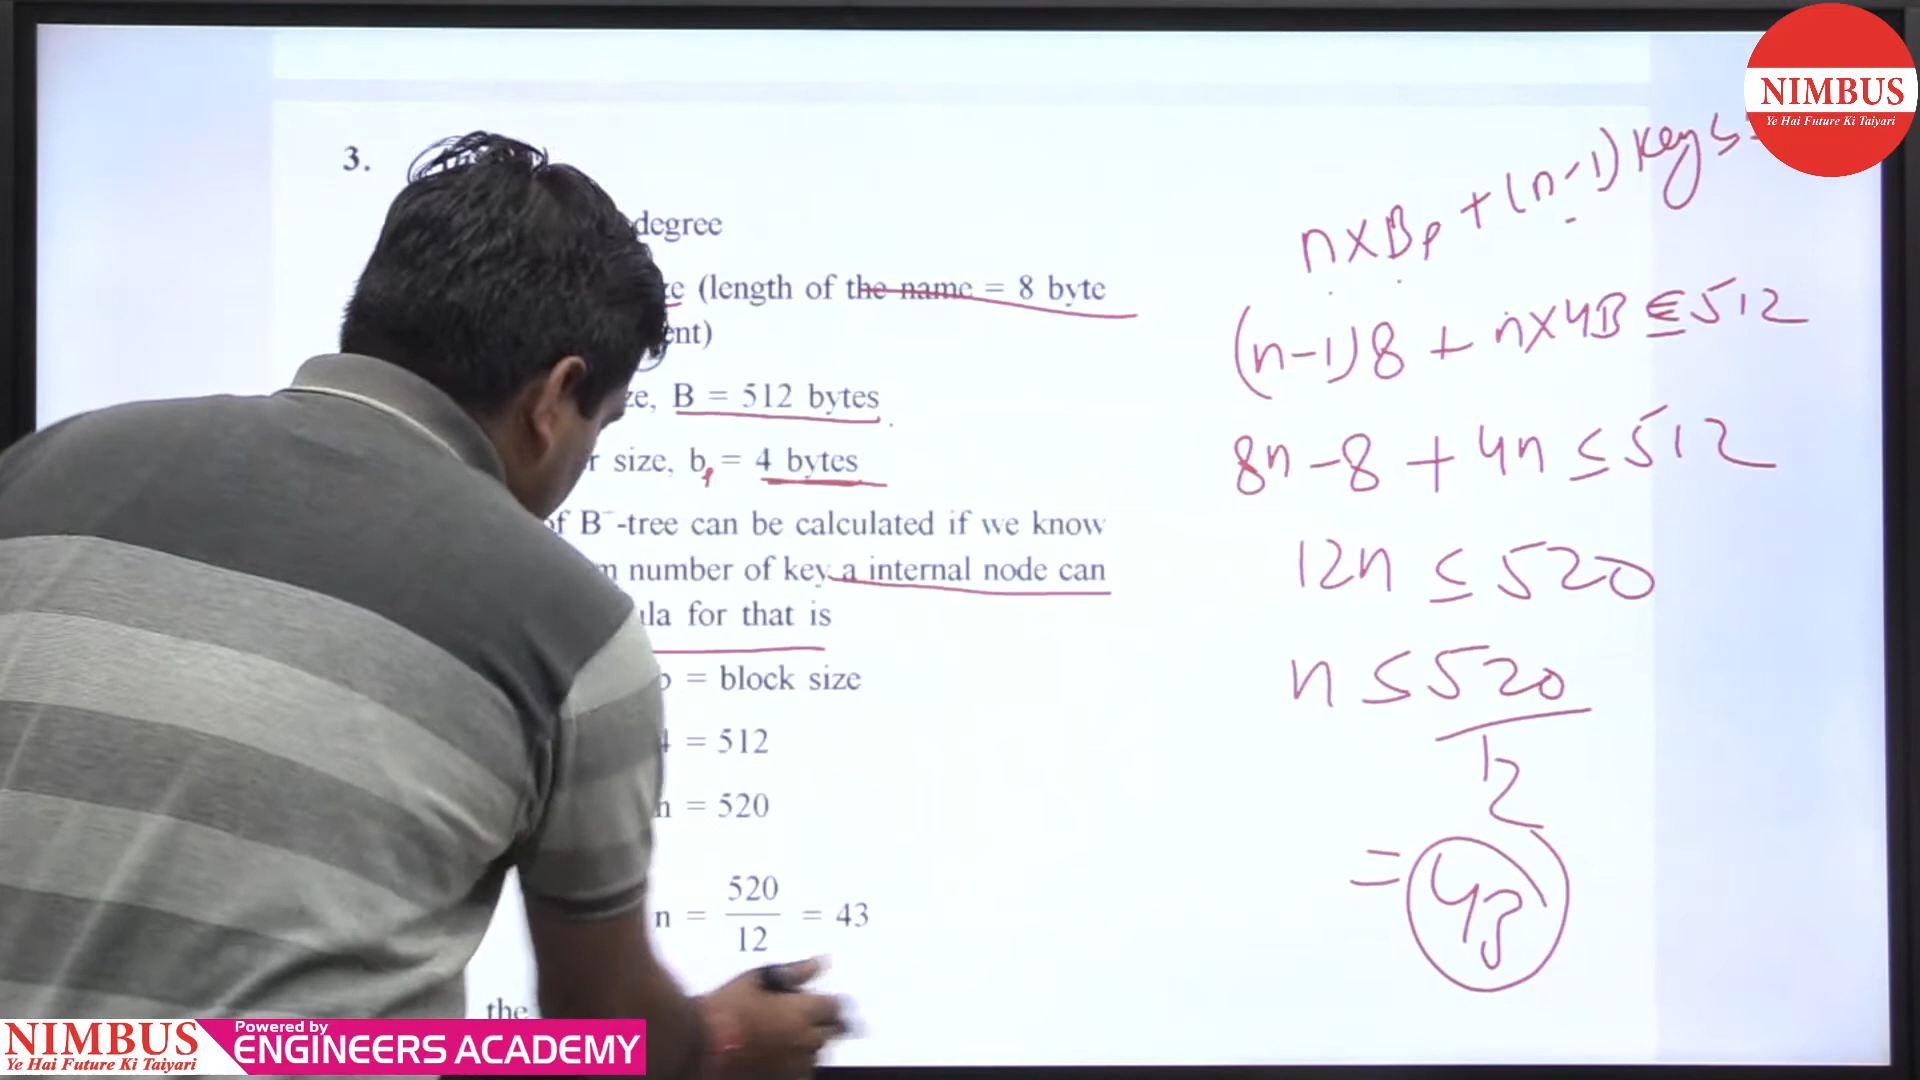 3.
degree
(length of the name = 8 byte
B = 512 bytes
size, b = 4 bytes
B -tree can be calculated if we know
number of key a internal node can
for that is
= block size
= 512
= 520
n = 520/12 = 43
the
n×Bp + (n-1) keys
(n-1)8 + n×4B ≤ 512
8n - 8 + 4n ≤ 512
12n ≤ 520
n ≤ 520/12
= 43
NIMBUS
Ye Hai Future Ki Taiyari
NIMBUS
Ye Hai Future Ki Taiyari
Powered by
ENGINEERS ACADEMY